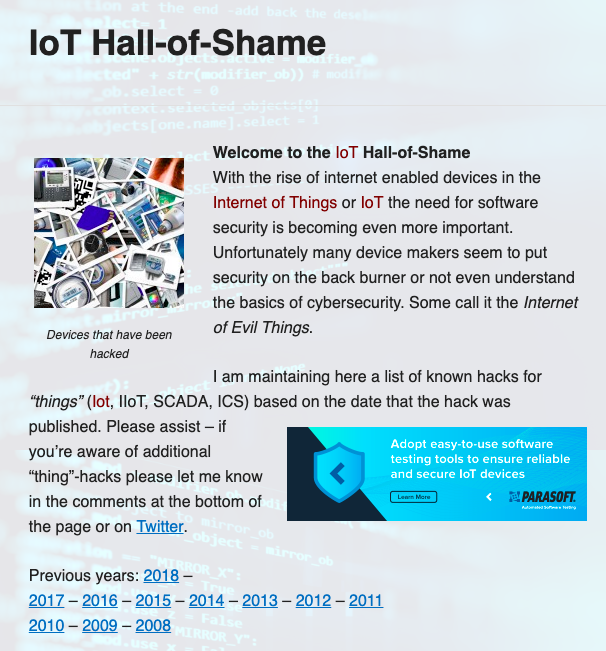 IoT Hall-of-Shame
Welcome to the IoT Hall-of-Shame
With the rise of internet enabled devices in the
Internet of Things or IoT the need for software
security is becoming even more important.
Unfortunately many device makers seem to put
security on the back burner or not even understand
the basics of cybersecurity. Some call it the Internet
of Evil Things.
Devices that have been
hacked
I am maintaining here a list of known hacks for
“things” (Iot, IIoT, SCADA, ICS) based on the date that the hack was
published. Please assist – if
you’re aware of additional
“thing”-hacks please let me know
in the comments at the bottom of
the page or on Twitter.
Adopt easy-to-use software
testing tools to ensure reliable
and secure IoT devices
Learn More
PARASOFT.
Automated Software Testing
Previous years: 2018 –
2017 – 2016 – 2015 – 2014 – 2013 – 2012 – 2011
2010 – 2009 – 2008